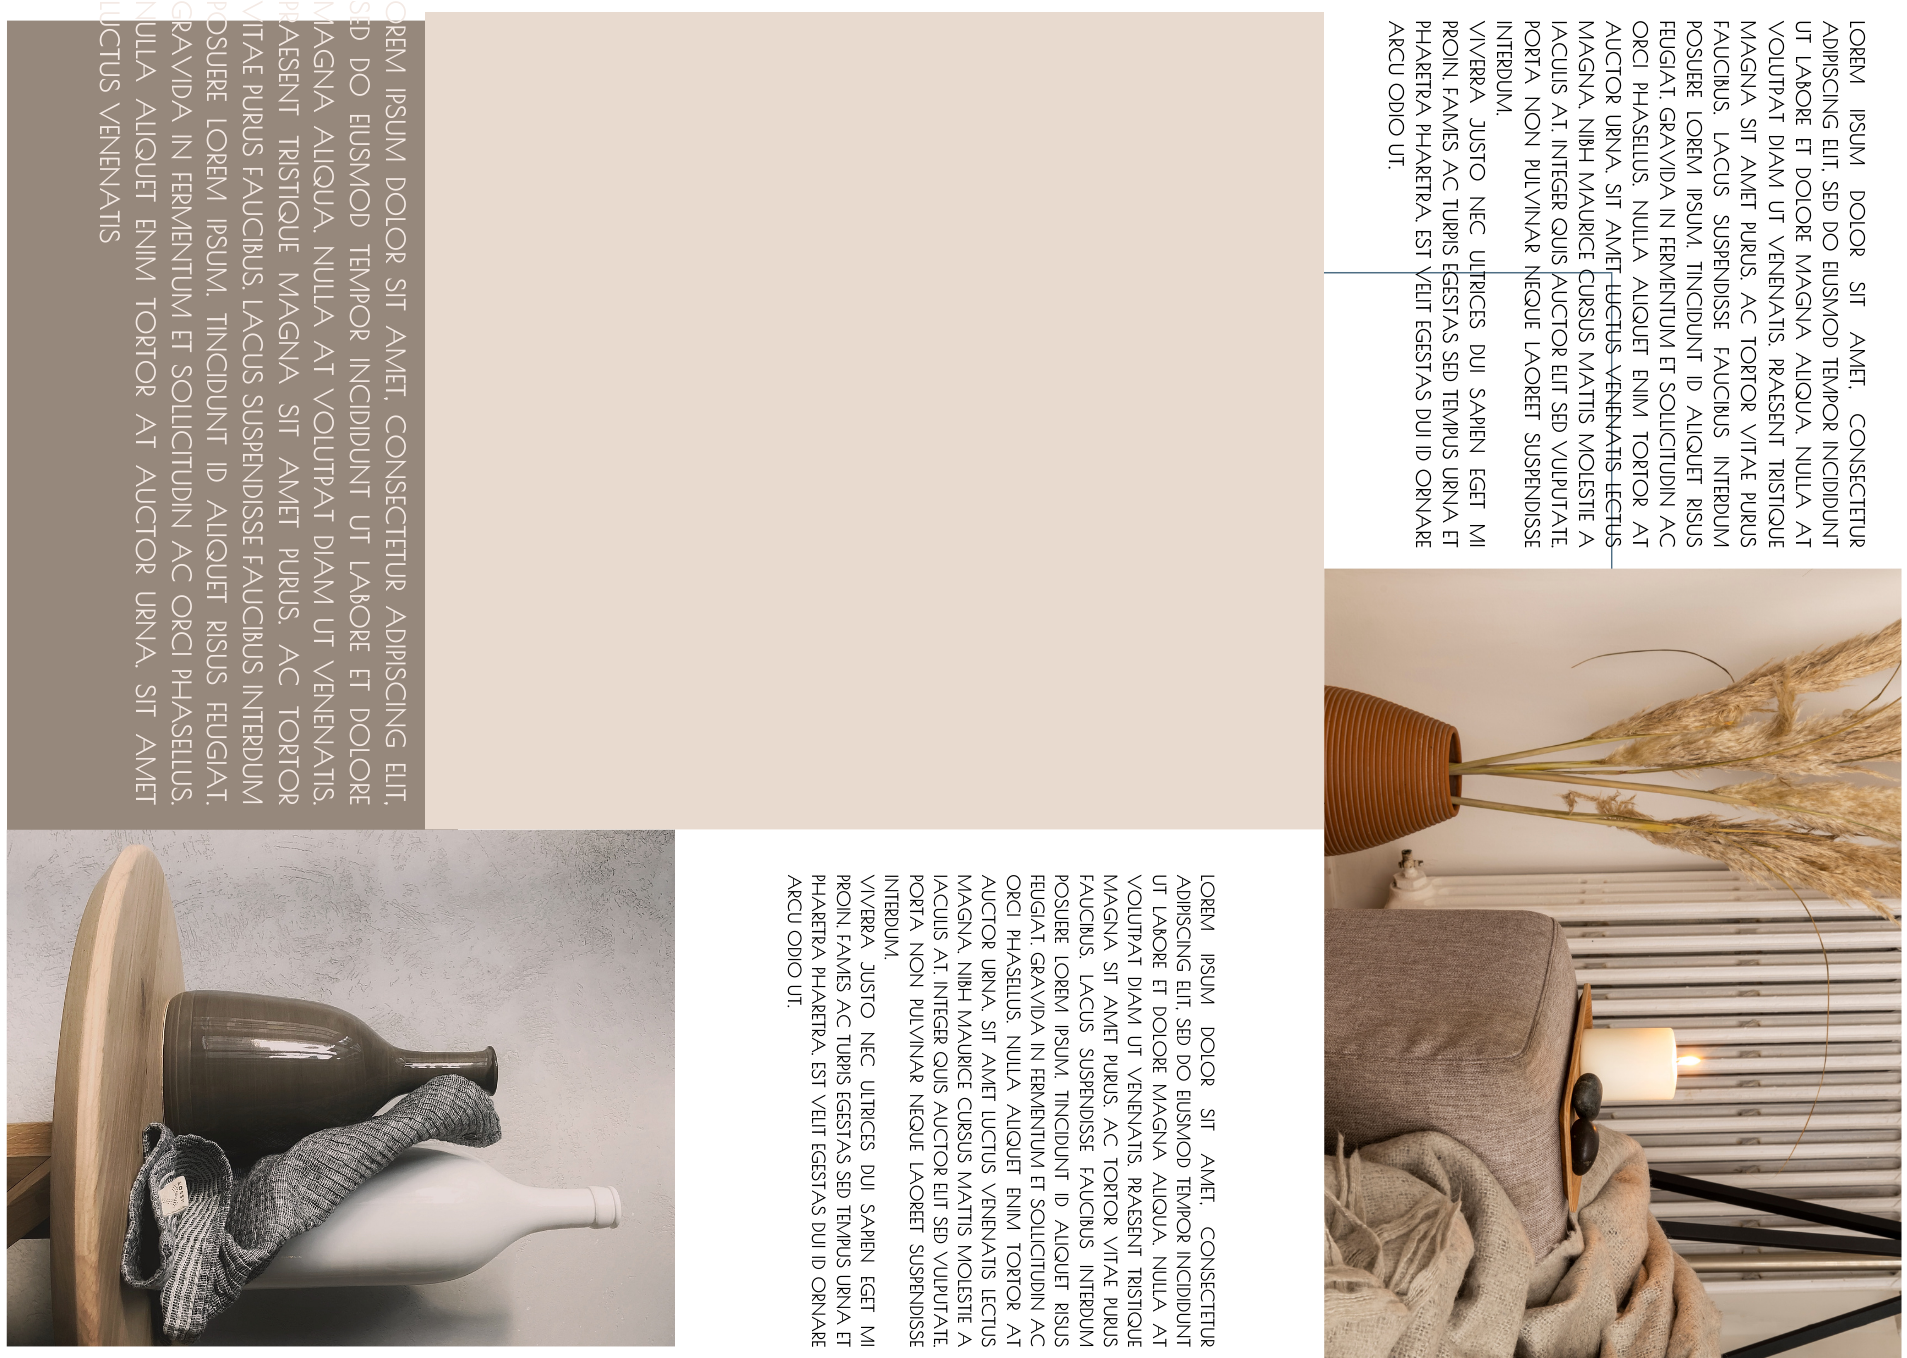 LOREM IPSUM DOLOR SIT AMET, CONSECTETUR
ADIPISCING ELIT, SED DO EIUSMOD TEMPOR INCIDIDUNT
UT LABORE ET DOLORE MAGNA ALIQUA. NULLA AT
VOLUTPAT DIAM UT VENENATIS. PRAESENT TRISTIQUE
MAGNA SIT AMET PURUS. AC TORTOR VITAE PURUS
FAUCIBUS. LACUS SUSPENDISSE FAUCIBUS INTERDUM
POSUERE LOREM IPSUM. TINCIDUNT ID ALIQUET RISUS
FEUGIAT. GRAVIDA IN FERMENTUM ET SOLLICITUDIN AC
ORCI PHASELLUS. NULLA ALIQUET ENIM TORTOR AT
AUCTOR URNA. SIT AMET LUCTUS VENENATIS LECTUS
MAGNA. NIBH MAURICE CURSUS MATTIS MOLESTIE A
IACULIS AT. INTEGER QUIS AUCTOR ELIT SED VULPUTATE.
PORTA NON PULVINAR NEQUE LAOREET SUSPENDISSE
INTERDUM.
VIVERRA JUSTO NEC ULTRICES DUI SAPIEN EGET MI
PROIN. FAMES AC TURPIS EGESTAS SED TEMPUS URNA ET
PHARETRA PHARETRA. EST VELIT EGESTAS DUI ID ORNARE
ARCU ODIO UT.
LOREM IPSUM DOLOR SIT AMET, CONSECTETUR
ADIPISCING ELIT, SED DO EIUSMOD TEMPOR INCIDIDUNT
UT LABORE ET DOLORE MAGNA ALIQUA. NULLA AT
VOLUTPAT DIAM UT VENENATIS. PRAESENT TRISTIQUE
MAGNA SIT AMET PURUS. AC TORTOR VITAE PURUS
FAUCIBUS. LACUS SUSPENDISSE FAUCIBUS INTERDUM
POSUERE LOREM IPSUM. TINCIDUNT ID ALIQUET RISUS
FEUGIAT. GRAVIDA IN FERMENTUM ET SOLLICITUDIN AC
ORCI PHASELLUS. NULLA ALIQUET ENIM TORTOR AT
AUCTOR URNA. SIT AMET LUCTUS VENENATIS LECTUS
MAGNA. NIBH MAURICE CURSUS MATTIS MOLESTIE A
IACULIS AT. INTEGER QUIS AUCTOR ELIT SED VULPUTATE.
PORTA NON PULVINAR NEQUE LAOREET SUSPENDISSE
INTERDUM.
VIVERRA JUSTO NEC ULTRICES DUI SAPIEN EGET MI
PROIN. FAMES AC TURPIS EGESTAS SED TEMPUS URNA ET
PHARETRA PHARETRA. EST VELIT EGESTAS DUI ID ORNARE
ARCU ODIO UT.
OREM IPSUM DOLOR SIT AMET, CONSECTETUR ADIPISCING ELIT,
SED DO EIUSMOD TEMPOR INCIDIDUNT UT LABORE ET DOLORE
MAGNA ALIQUA. NULLA AT VOLUTPAT DIAM UT VENENATIS.
PRAESENT TRISTIQUE MAGNA SIT AMET PURUS. AC TORTOR
VITAE PURUS FAUCIBUS. LACUS SUSPENDISSE FAUCIBUS INTERDUM
POSUERE LOREM IPSUM. TINCIDUNT ID ALIQUET RISUS FEUGIAT.
GRAVIDA IN FERMENTUM ET SOLLICITUDIN AC ORCI PHASELLUS.
NULLA ALIQUET ENIM TORTOR AT AUCTOR URNA. SIT AMET
LUCTUS VENENATIS